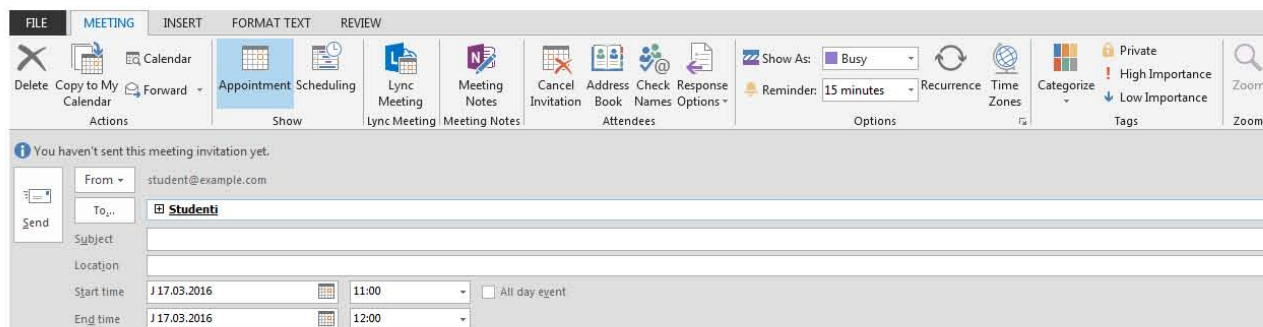 FILE MEETING INSERT FORMAT TEXT REVIEW
Delete
Copy to My Calendar
Calendar
Forward
Actions
Appointment
Scheduling
Show
Lync Meeting
Lync Meeting
Meeting Notes
Meeting Notes
Cancel Invitation
Address Book
Check Names
Response Options
Attendees
Show As: Busy
Reminder: 15 minutes
Recurrence
Time Zones
Options
Categorize
Private
High Importance
Low Importance
Tags
Zoom
Zoom
You haven't sent this meeting invitation yet.
Send
From student@example.com
To... Studenti
Subject
Location
Start time J 17.03.2016 11:00 All day event
End time J 17.03.2016 12:00